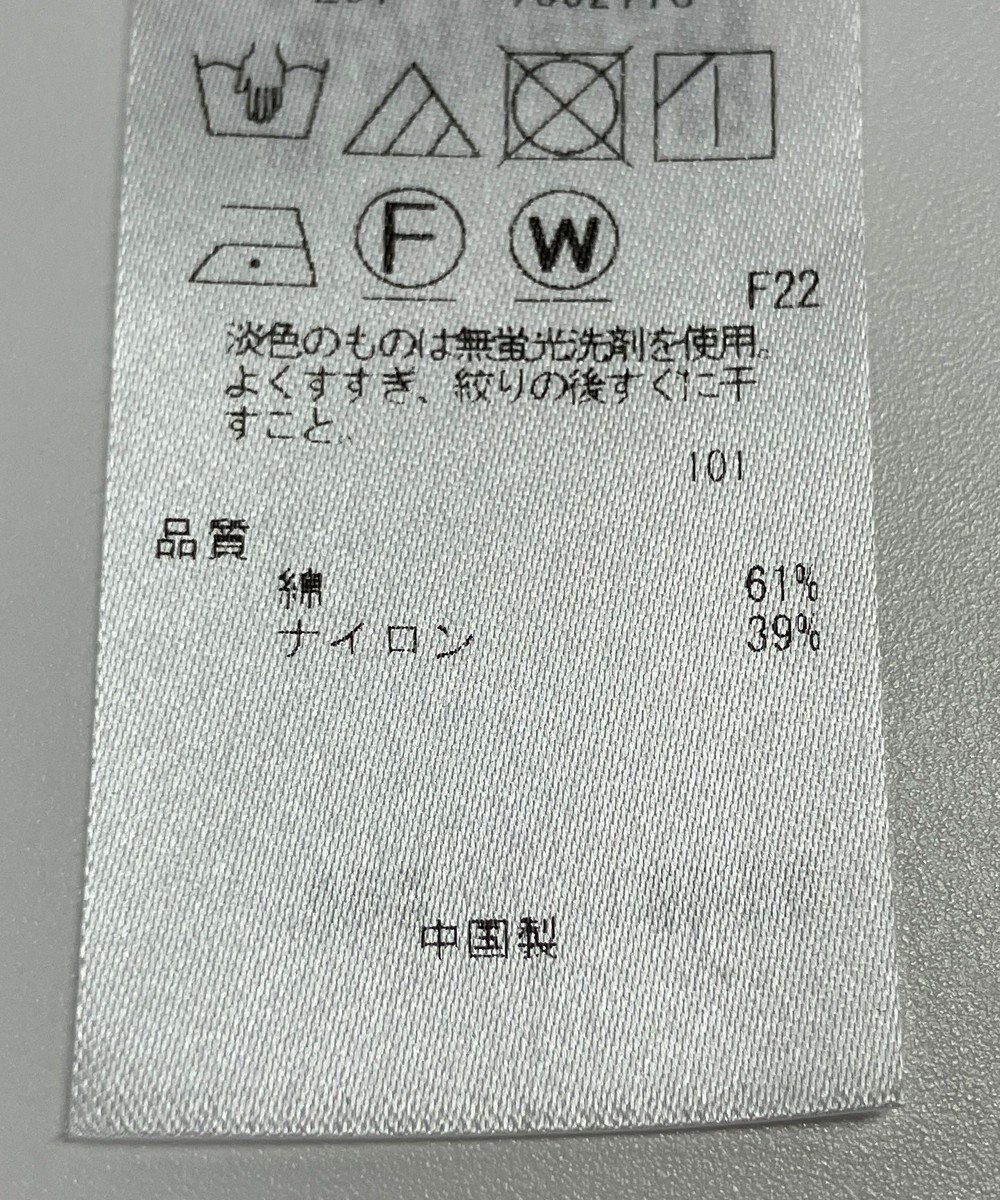 F
W
F22
淡色のものは無蛍光洗剤を使用。
よくすすぎ、絞りの後すぐに干
すこと。
101
品質
綿 61%
ナイロン 39%
中国製